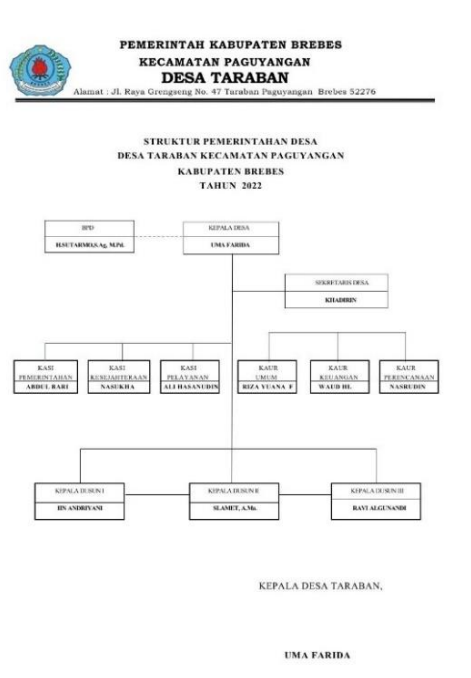 PEMERINTAH KABUPATEN BREBES
KECAMATAN PAGUYANGAN
DESA TARABAN
Alamat : Jl. Raya Grengseng No. 47 Taraban Paguyangan Brebes 52276
STRUKTUR PEMERINTAHAN DESA
DESA TARABAN KECAMATAN PAGUYANGAN
KABUPATEN BREBES
TAHUN 2022
BPD
H.SUTARMO,S.Ag, M.Pd.
KEPALA DESA
UMA FARIDA
SEKRETARIS DESA
KHADIRIN
KASI
PEMERINTAHAN
ABDUL BARI
KASI
KESEJAHTERAAN
NASUKHA
KASI
PELAYANAN
ALI HASANUDIN
KAUR
UMUM
RIZA YUANA F
KAUR
KEUANGAN
WAUD HL
KAUR
PERENCANAAN
NASRUDIN
KEPALA DUSUN I
IIN ANDRIYANI
KEPALA DUSUN II
SLAMET, A.Ma.
KEPALA DUSUN III
RAVI ALGUNANDI
KEPALA DESA TARABAN,
UMA FARIDA